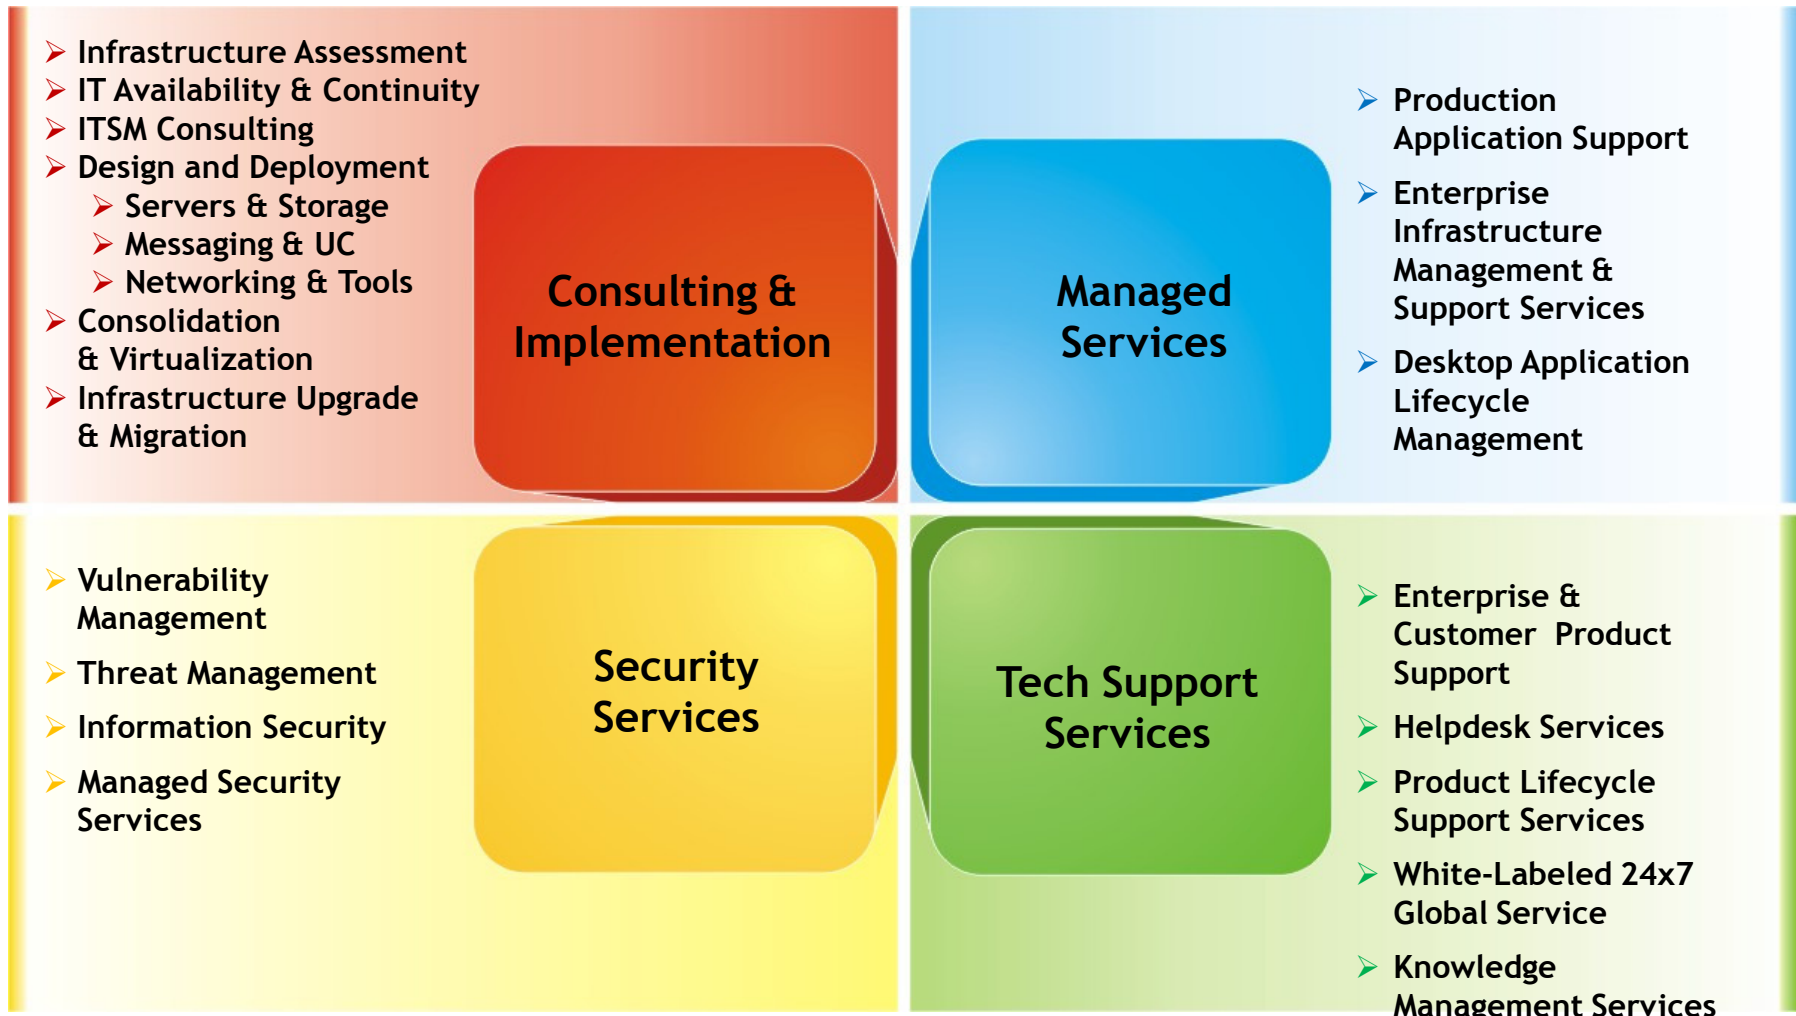 Infrastructure Assessment
IT Availability & Continuity
ITSM Consulting
Design and Deployment
Servers & Storage
Messaging & UC
Networking & Tools
Consolidation
& Virtualization
Infrastructure Upgrade
& Migration
Consulting &
Implementation
Managed
Services
Production
Application Support
Enterprise
Infrastructure
Management &
Support Services
Desktop Application
Lifecycle
Management
Vulnerability
Management
Threat Management
Information Security
Managed Security
Services
Security
Services
Tech Support
Services
Enterprise &
Customer  Product
Support
Helpdesk Services
Product Lifecycle
Support Services
White-Labeled 24x7
Global Service
Knowledge
Management Services